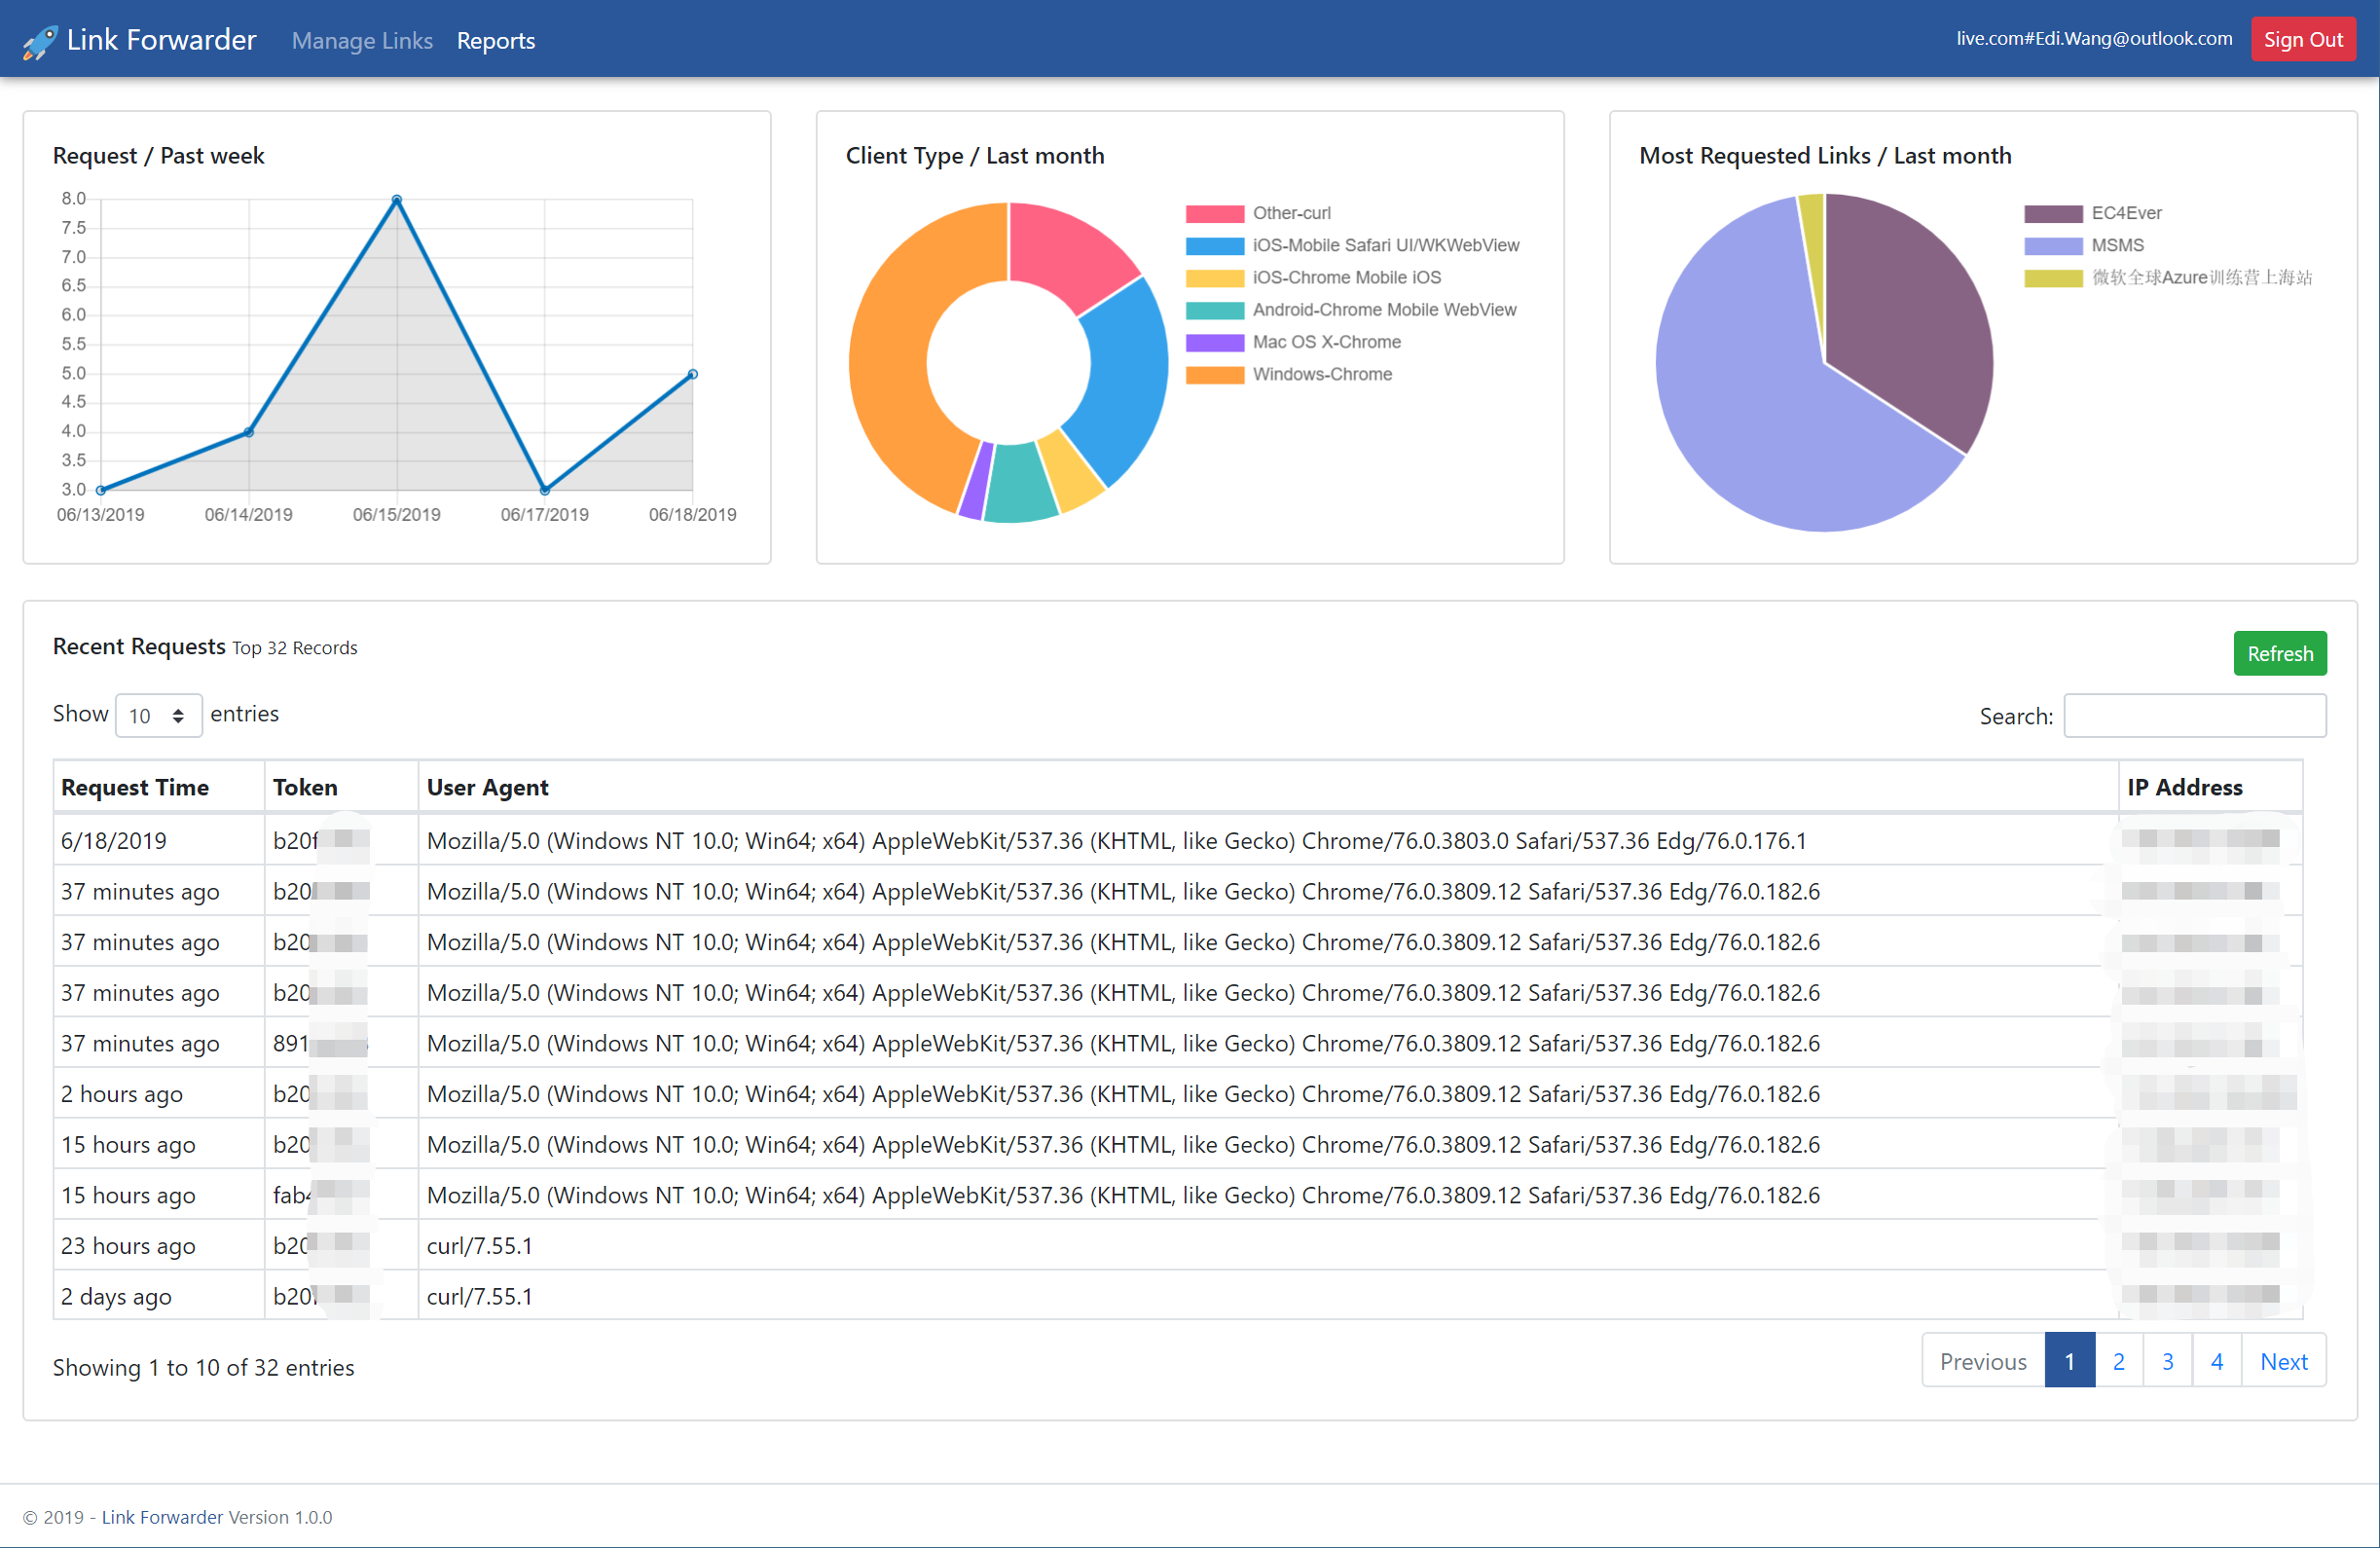 Link Forwarder Manage Links Reports live.com#Edi.Wang@outlook.com Sign Out
Request / Past week
8.0
7.5
7.0
6.5
6.0
5.5
5.0
4.5
4.0
3.5
3.0
06/13/2019 06/14/2019 06/15/2019 06/17/2019 06/18/2019
Client Type / Last month
Other-curl
iOS-Mobile Safari UI/WKWebView
iOS-Chrome Mobile iOS
Android-Chrome Mobile WebView
Mac OS X-Chrome
Windows-Chrome
Most Requested Links / Last month
EC4Ever
MSMS
微软全球Azure训练营上海站
Recent Requests Top 32 Records
Refresh
Show 10 entries
Search:
Request Time Token User Agent IP Address
6/18/2019 b20f Mozilla/5.0 (Windows NT 10.0; Win64; x64) AppleWebKit/537.36 (KHTML, like Gecko) Chrome/76.0.3803.0 Safari/537.36 Edg/76.0.176.1
37 minutes ago b20 Mozilla/5.0 (Windows NT 10.0; Win64; x64) AppleWebKit/537.36 (KHTML, like Gecko) Chrome/76.0.3809.12 Safari/537.36 Edg/76.0.182.6
37 minutes ago b20 Mozilla/5.0 (Windows NT 10.0; Win64; x64) AppleWebKit/537.36 (KHTML, like Gecko) Chrome/76.0.3809.12 Safari/537.36 Edg/76.0.182.6
37 minutes ago b20 Mozilla/5.0 (Windows NT 10.0; Win64; x64) AppleWebKit/537.36 (KHTML, like Gecko) Chrome/76.0.3809.12 Safari/537.36 Edg/76.0.182.6
37 minutes ago 891 Mozilla/5.0 (Windows NT 10.0; Win64; x64) AppleWebKit/537.36 (KHTML, like Gecko) Chrome/76.0.3809.12 Safari/537.36 Edg/76.0.182.6
2 hours ago b20 Mozilla/5.0 (Windows NT 10.0; Win64; x64) AppleWebKit/537.36 (KHTML, like Gecko) Chrome/76.0.3809.12 Safari/537.36 Edg/76.0.182.6
15 hours ago b20 Mozilla/5.0 (Windows NT 10.0; Win64; x64) AppleWebKit/537.36 (KHTML, like Gecko) Chrome/76.0.3809.12 Safari/537.36 Edg/76.0.182.6
15 hours ago fab4 Mozilla/5.0 (Windows NT 10.0; Win64; x64) AppleWebKit/537.36 (KHTML, like Gecko) Chrome/76.0.3809.12 Safari/537.36 Edg/76.0.182.6
23 hours ago b20 curl/7.55.1
2 days ago b20 curl/7.55.1
Showing 1 to 10 of 32 entries
Previous 1 2 3 4 Next
© 2019 - Link Forwarder Version 1.0.0